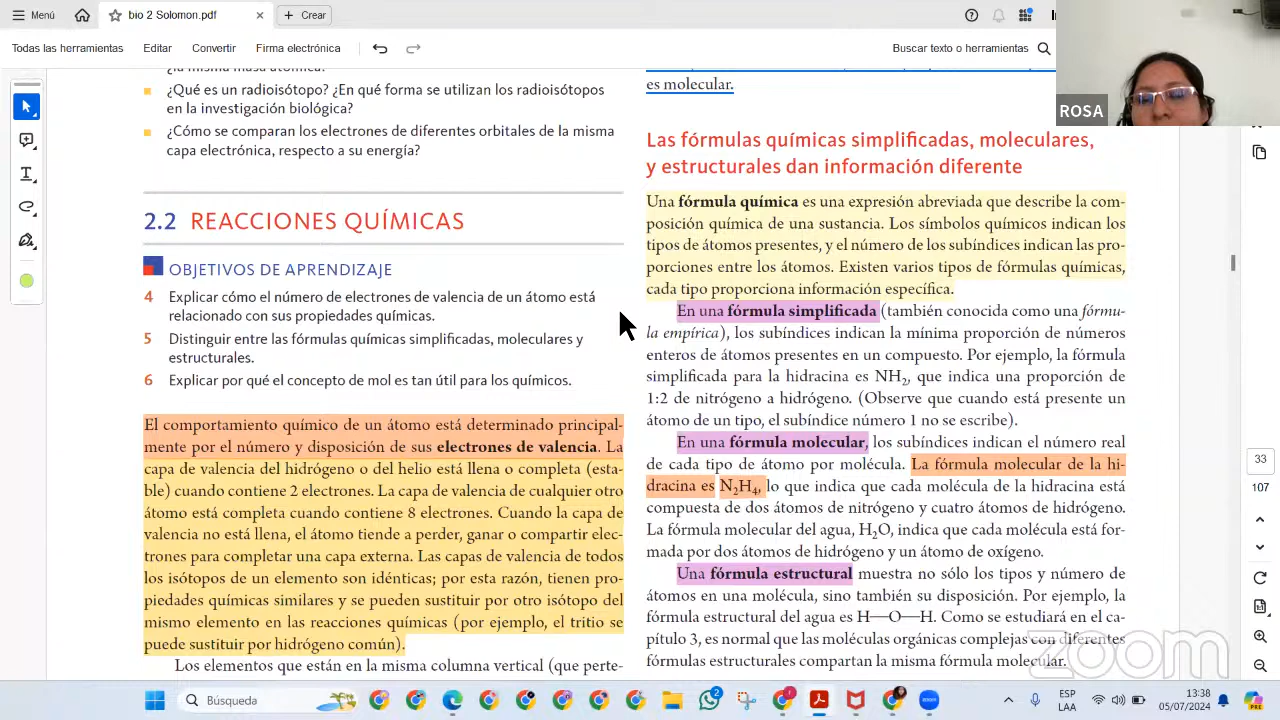 Menú
bio 2 Solomon.pdf
Crear
Todas las herramientas
Editar
Convertir
Firma electrónica
Buscar texto o herramientas
ROSA
¿la misma masa atómica?
¿Qué es un radioisótopo? ¿En qué forma se utilizan los radioisótopos
en la investigación biológica?
¿Cómo se comparan los electrones de diferentes orbitales de la misma
capa electrónica, respecto a su energía?
2.2 REACCIONES QUÍMICAS
OBJETIVOS DE APRENDIZAJE
4 Explicar cómo el número de electrones de valencia de un átomo está
relacionado con sus propiedades químicas.
5 Distinguir entre las fórmulas químicas simplificadas, moleculares y
estructurales.
6 Explicar por qué el concepto de mol es tan útil para los químicos.
El comportamiento químico de un átomo está determinado principal-
mente por el número y disposición de sus electrones de valencia. La
capa de valencia del hidrógeno o del helio está llena o completa (esta-
ble) cuando contiene 2 electrones. La capa de valencia de cualquier otro
átomo está completa cuando contiene 8 electrones. Cuando la capa de
valencia no está llena, el átomo tiende a perder, ganar o compartir elec-
trones para completar una capa externa. Las capas de valencia de todos
los isótopos de un elemento son idénticas; por esta razón, tienen pro-
piedades químicas similares y se pueden sustituir por otro isótopo del
mismo elemento en las reacciones químicas (por ejemplo, el tritio se
puede sustituir por hidrógeno común).
Los elementos que están en la misma columna vertical (que perte-
es molecular.
Las fórmulas químicas simplificadas, moleculares,
y estructurales dan información diferente
Una fórmula química es una expresión abreviada que describe la com-
posición química de una sustancia. Los símbolos químicos indican los
tipos de átomos presentes, y el número de los subíndices indican las pro-
porciones entre los átomos. Existen varios tipos de fórmulas químicas,
cada tipo proporciona información específica.
En una fórmula simplificada (también conocida como una fórmu-
la empírica), los subíndices indican la mínima proporción de números
enteros de átomos presentes en un compuesto. Por ejemplo, la fórmula
simplificada para la hidracina es NH₂, que indica una proporción de
1:2 de nitrógeno a hidrógeno. (Observe que cuando está presente un
átomo de un tipo, el subíndice número 1 no se escribe).
En una fórmula molecular, los subíndices indican el número real
de cada tipo de átomo por molécula. La fórmula molecular de la hi-
dracina es N₂H₄, lo que indica que cada molécula de la hidracina está
compuesta de dos átomos de nitrógeno y cuatro átomos de hidrógeno.
La fórmula molecular del agua, H₂O, indica que cada molécula está for-
mada por dos átomos de hidrógeno y un átomo de oxígeno.
Una fórmula estructural muestra no sólo los tipos y número de
átomos en una molécula, sino también su disposición. Por ejemplo, la
fórmula estructural del agua es H—O—H. Como se estudiará en el ca-
pítulo 3, es normal que las moléculas orgánicas complejas con diferentes
fórmulas estructurales compartan la misma fórmula molecular.
33
107
zoom
Búsqueda
2
ESP
LAA
13:38
05/07/2024